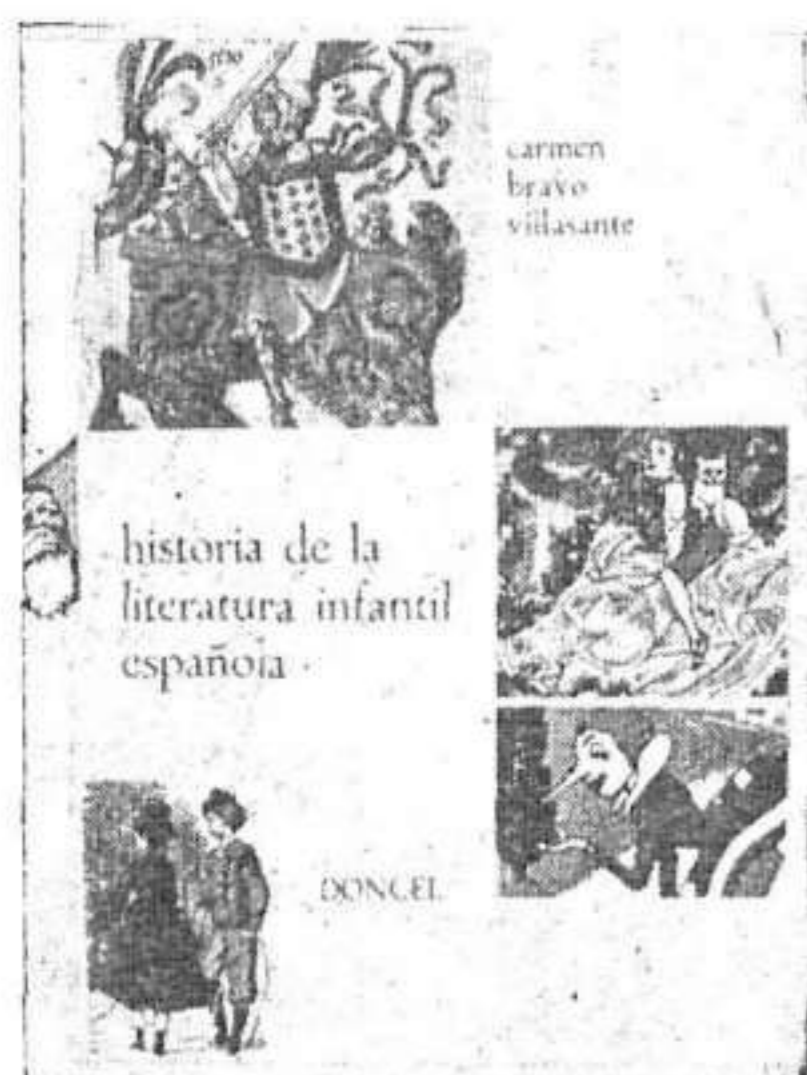 carmen
bravo
villasante
historia de la
literatura infantil
española
DONCEL